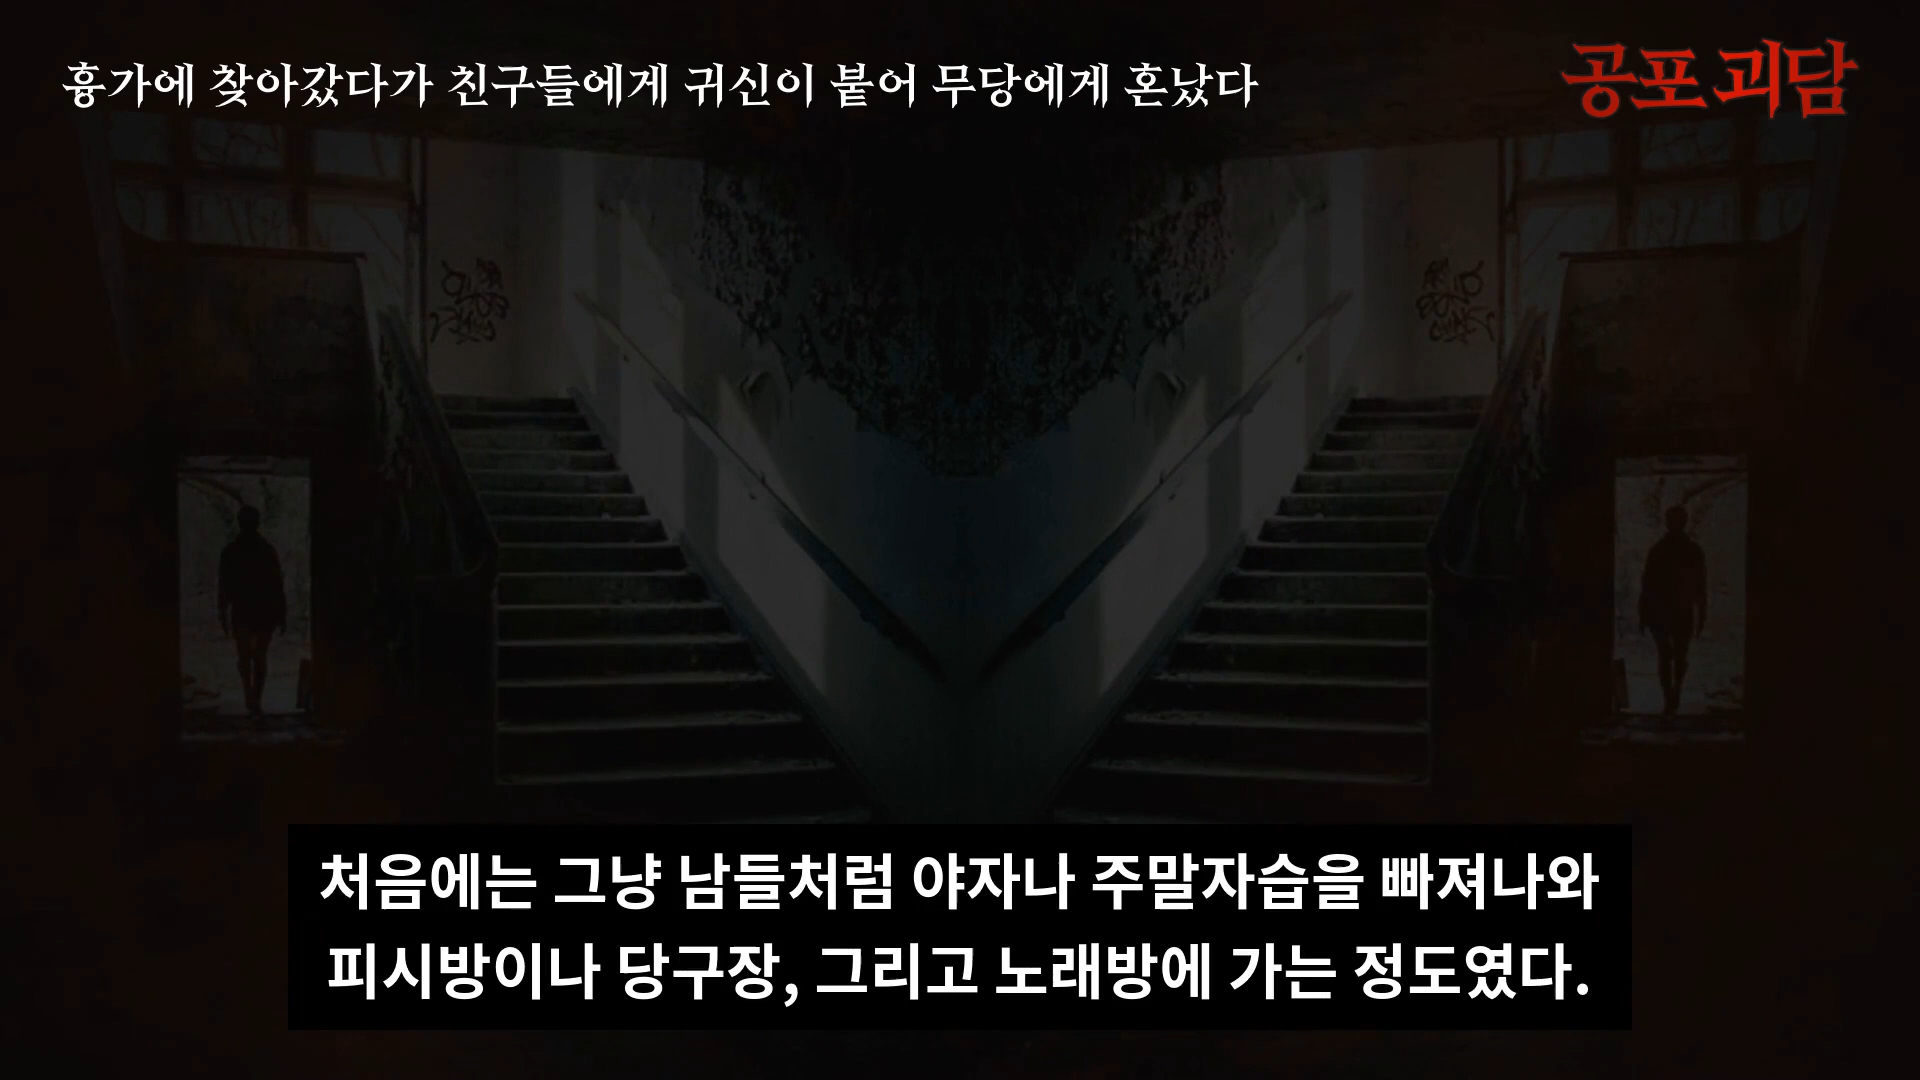 흉가에 찾아갔다가 친구들에게 귀신이 붙어 무당에게 혼났다
공포 괴담
처음에는 그냥 남들처럼 야자나 주말자습을 빠져나와
피시방이나 당구장, 그리고 노래방에 가는 정도였다.